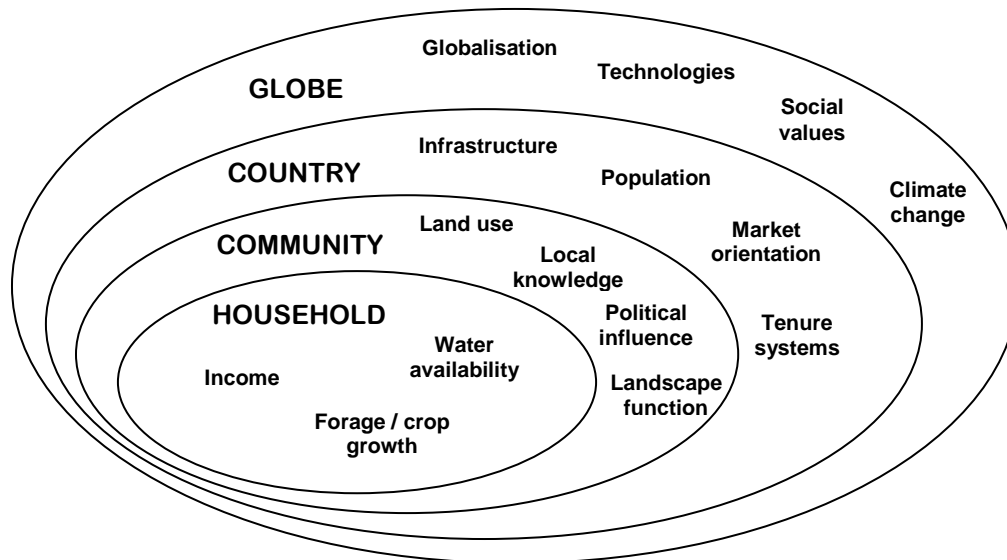 Globalisation
Technologies
GLOBE
Social
values
Infrastructure
COUNTRY
Population
Climate
change
Land use
Market
orientation
COMMUNITY
Local
knowledge
HOUSEHOLD
Political
influence
Tenure
systems
Water
availability
Income
Landscape
function
Forage / crop
growth